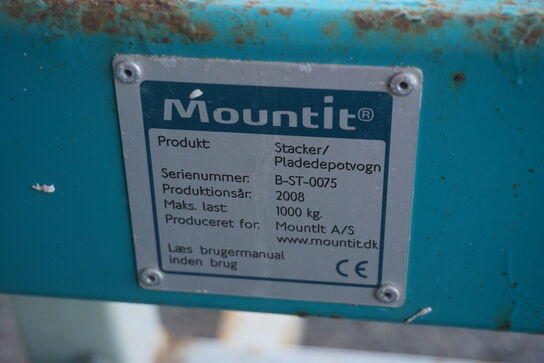 Mountit®
Produkt: Stacker/
Pladedepotvogn
Serienummer: B-ST-0075
Produktionsår: 2008
Maks. last: 1000 kg.
Produceret for: MountIt A/S
www.mountit.dk
Læs brugermanual
inden brug
CE